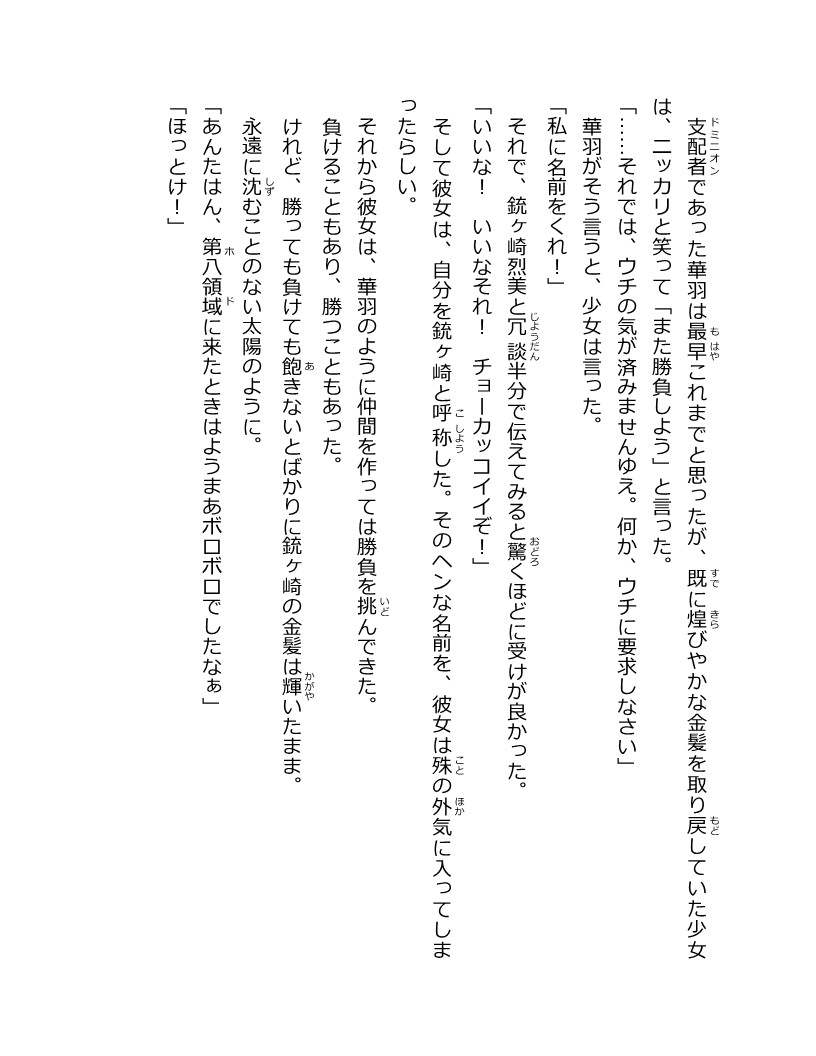 支配者であった華羽は最早これまでと思ったが、既に煌びやかな金髪を取り戻していた少女
は、ニッカリと笑って「また勝負しよう」と言った。
「……それでは、ウチの気が済みませんゆえ。何か、ウチに要求しなさい」
華羽がそう言うと、少女は言った。
「私に名前をくれ！」
それで、銃ヶ崎烈美と冗談半分で伝えてみると驚くほどに受けが良かった。
「いいな！　いいなそれ！　チョーカッコイイぞ！」
そして彼女は、自分を銃ヶ崎と呼称した。そのヘンな名前を、彼女は殊の外気に入ってしま
ったらしい。
それから彼女は、華羽のように仲間を作っては勝負を挑んできた。
負けることもあり、勝つこともあった。
けれど、勝っても負けても飽きないとばかりに銃ヶ崎の金髪は輝いたまま。
永遠に沈むことのない太陽のように。
「あんたはん、第八領域に来たときはようまあボロボロでしたなぁ」
「ほっとけ！」